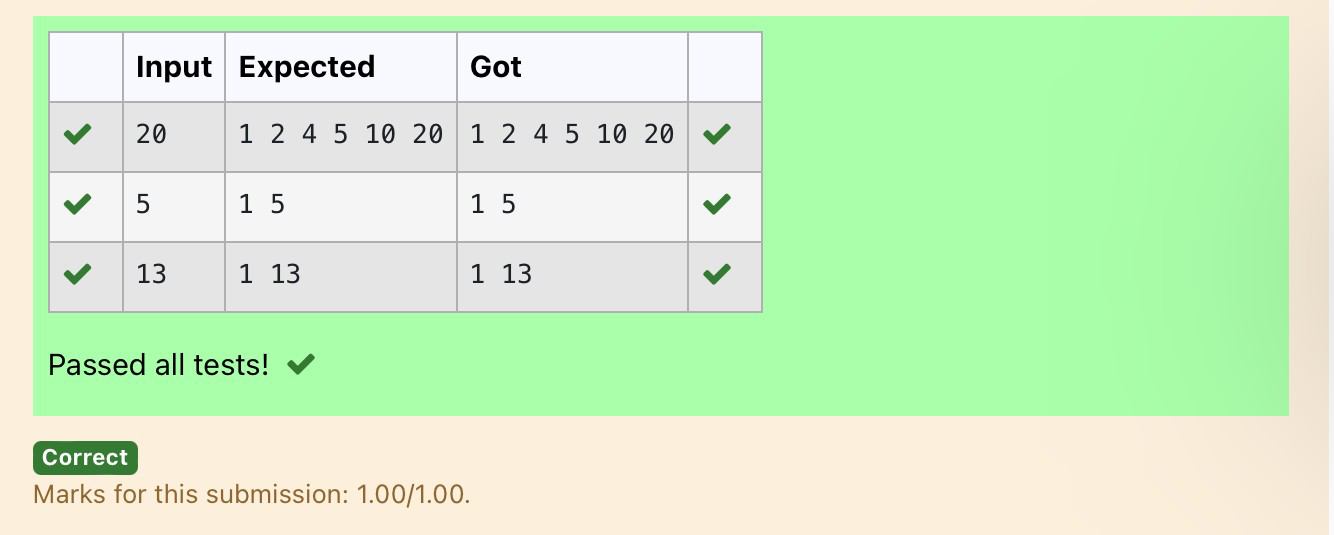 Input Expected Got
20 1 2 4 5 10 20 1 2 4 5 10 20
5 1 5 1 5
13 1 13 1 13
Passed all tests!
Correct
Marks for this submission: 1.00/1.00.